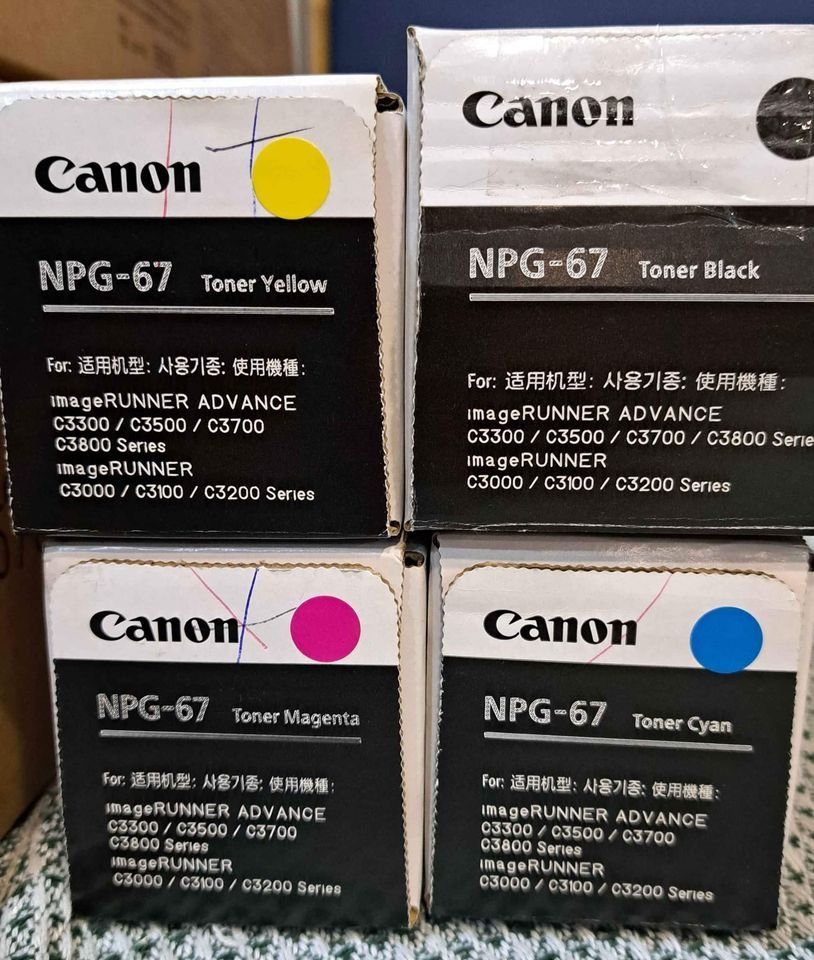 Canon
NPG-67 Toner Yellow
For: 适用机型: 사용기종: 使用機種:
imageRUNNER ADVANCE
C3300 / C3500 / C3700
C3800 Series
imageRUNNER
C3000 / C3100 / C3200 Series
Canon
NPG-67 Toner Black
For: 适用机型: 사용기종: 使用機種:
imageRUNNER ADVANCE
C3300 / C3500 / C3700 / C3800 Serie
imageRUNNER
C3000 / C3100 / C3200 Series
Canon
NPG-67 Toner Magenta
For: 适用机型: 사용기종: 使用機種:
imageRUNNER ADVANCE
C3300 / C3500 / C3700
C3800 Series
imageRUNNER
C3000 / C3100 / C3200 Series
Canon
NPG-67 Toner Cyan
For: 适用机型: 사용기종: 使用機種:
imageRUNNER ADVANCE
C3300 / C3500 / C3700
C3800 Series
imageRUNNER
C3000 / C3100 / C3200 Series